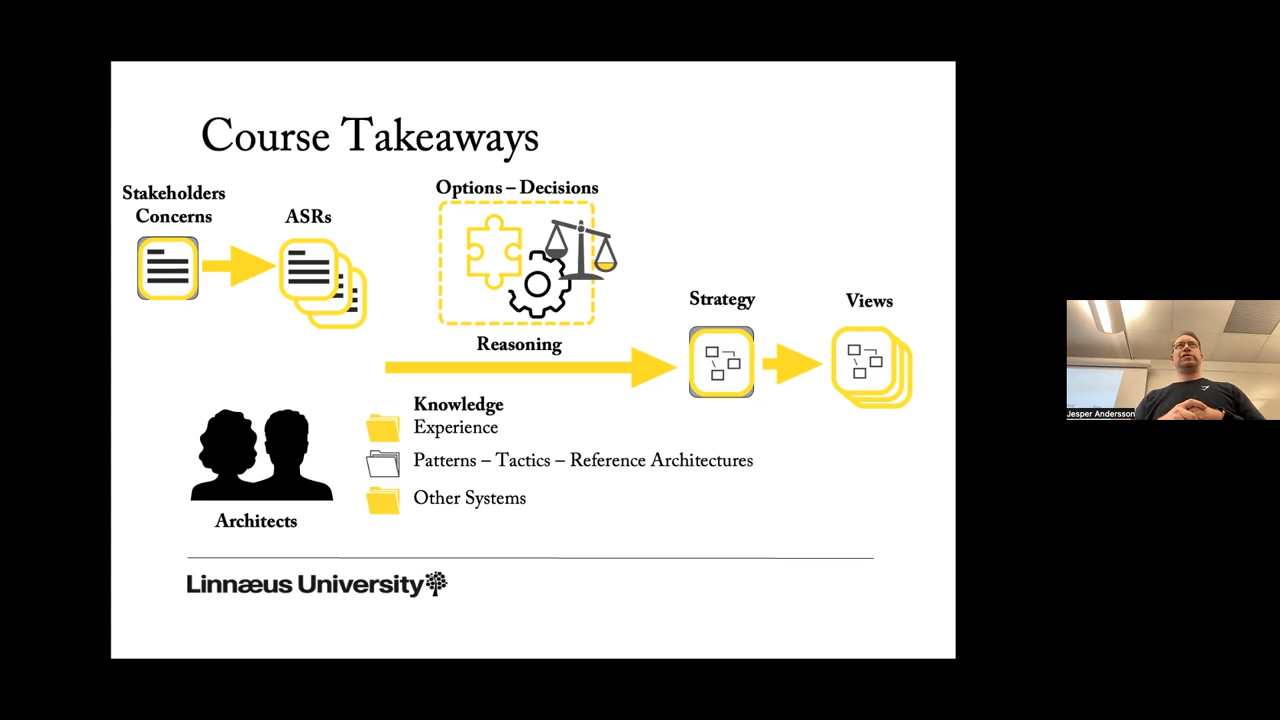 Course Takeaways
Stakeholders
Concerns
ASRs
Options – Decisions
Reasoning
Strategy
Views
Knowledge
Experience
Patterns – Tactics – Reference Architectures
Other Systems
Architects
Linnæus University
Jesper Andersson